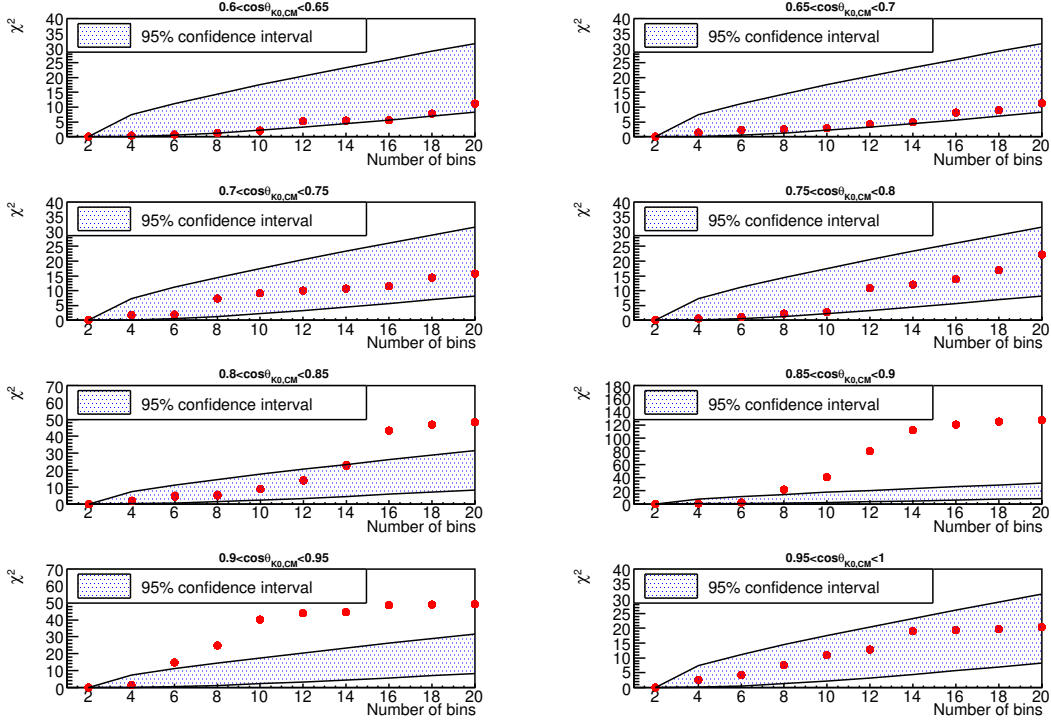 0.6<cosθK0,CM<0.65
χ2
40
35
30
25
20
15
10
5
0
95% confidence interval
2 4 6 8 10 12 14 16 18 20
Number of bins
0.65<cosθK0,CM<0.7
χ2
40
35
30
25
20
15
10
5
0
95% confidence interval
2 4 6 8 10 12 14 16 18 20
Number of bins
0.7<cosθK0,CM<0.75
χ2
40
35
30
25
20
15
10
5
0
95% confidence interval
2 4 6 8 10 12 14 16 18 20
Number of bins
0.75<cosθK0,CM<0.8
χ2
40
35
30
25
20
15
10
5
0
95% confidence interval
2 4 6 8 10 12 14 16 18 20
Number of bins
0.8<cosθK0,CM<0.85
χ2
70
60
50
40
30
20
10
0
95% confidence interval
2 4 6 8 10 12 14 16 18 20
Number of bins
0.85<cosθK0,CM<0.9
χ2
180
160
140
120
100
80
60
40
20
0
95% confidence interval
2 4 6 8 10 12 14 16 18 20
Number of bins
0.9<cosθK0,CM<0.95
χ2
70
60
50
40
30
20
10
0
95% confidence interval
2 4 6 8 10 12 14 16 18 20
Number of bins
0.95<cosθK0,CM<1
χ2
40
35
30
25
20
15
10
5
0
95% confidence interval
2 4 6 8 10 12 14 16 18 20
Number of bins